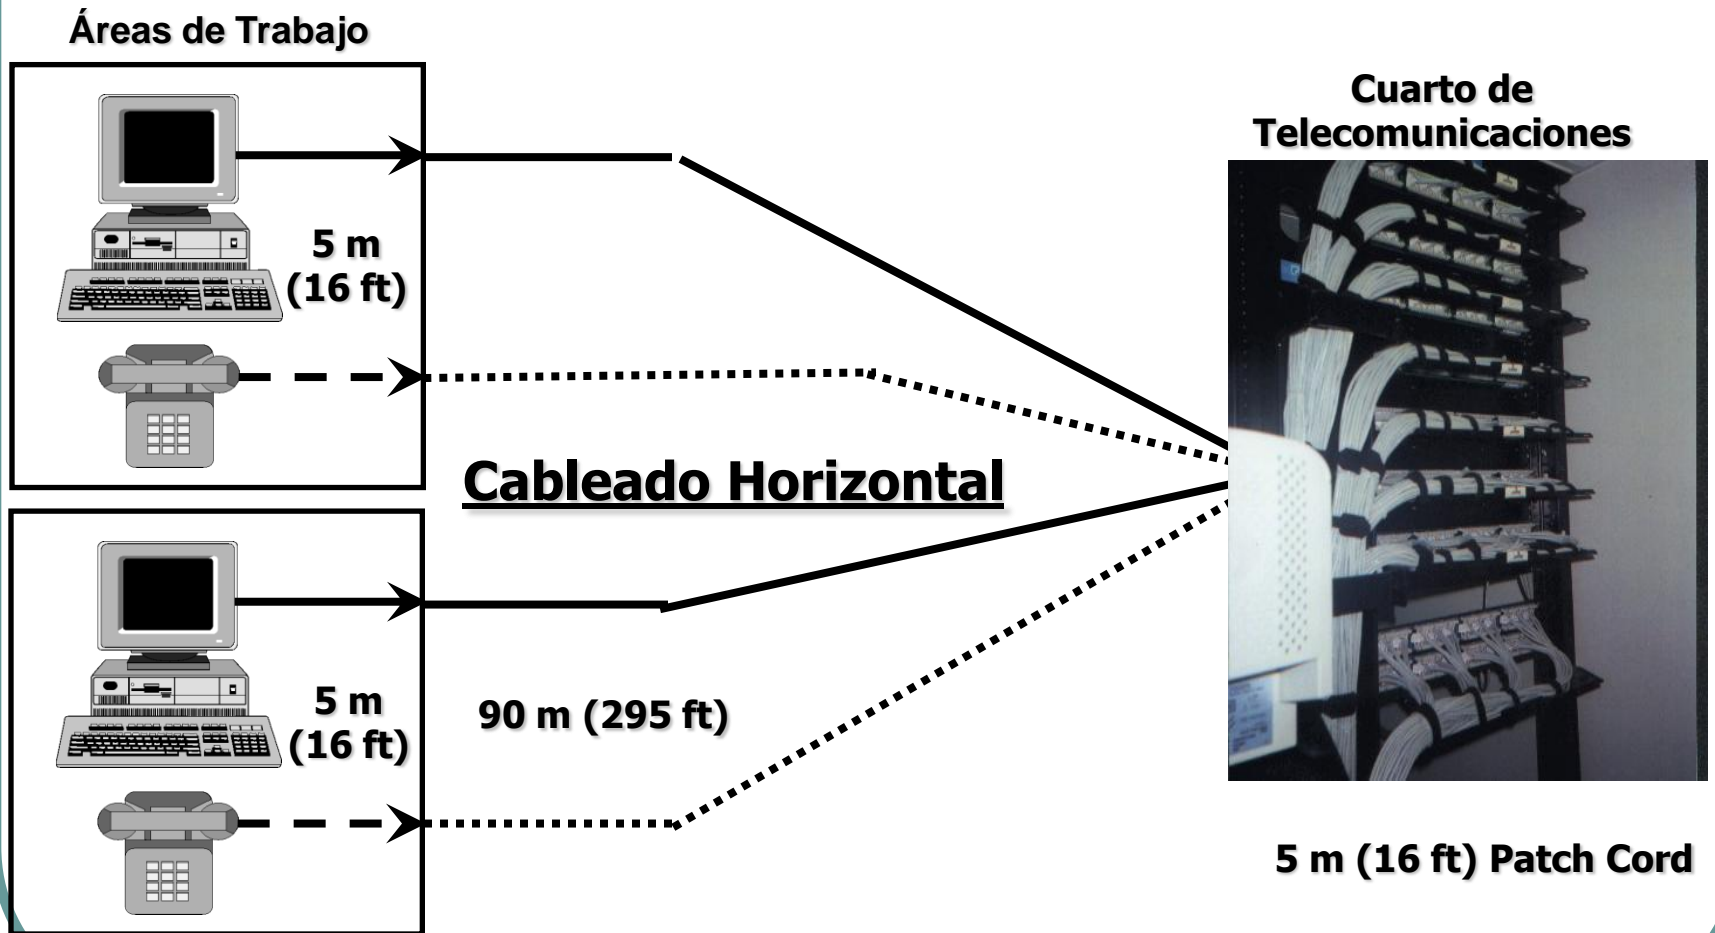 Áreas de Trabajo
Cuarto de
Telecomunicaciones
5 m
(16 ft)
Cableado Horizontal
5 m
(16 ft)
90 m (295 ft)
5 m (16 ft) Patch Cord